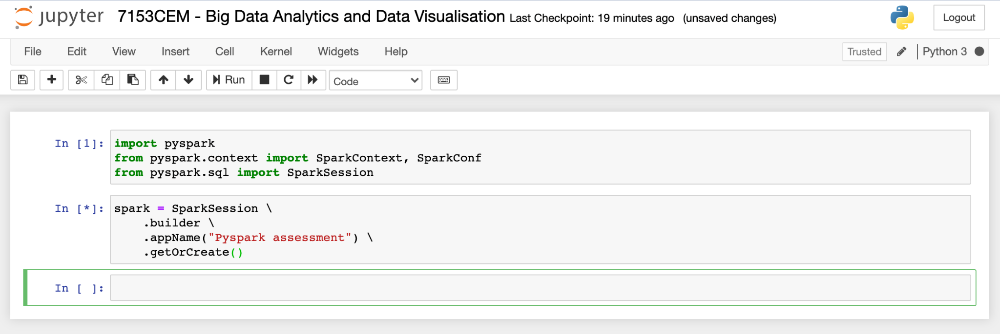 jupyter 7153CEM - Big Data Analytics and Data Visualisation Last Checkpoint: 19 minutes ago (unsaved changes) Logout
File Edit View Insert Cell Kernel Widgets Help Trusted Python 3
Run Code
In [1]: import pyspark
from pyspark.context import SparkContext, SparkConf
from pyspark.sql import SparkSession
In [*]: spark = SparkSession \
    .builder \
    .appName("Pyspark assessment") \
    .getOrCreate()
In [ ]: